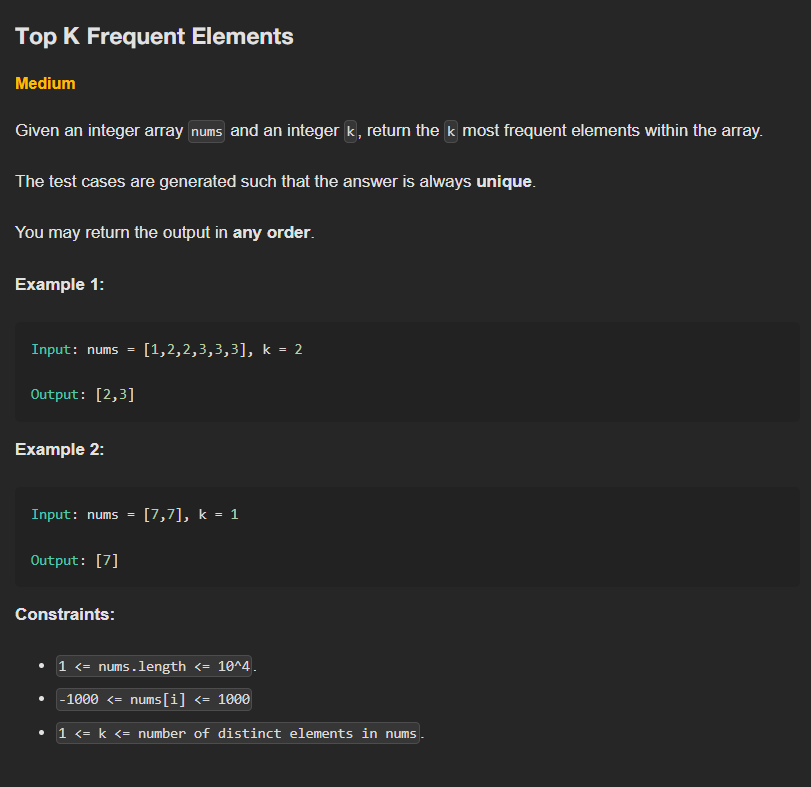 Top K Frequent Elements
Medium
Given an integer array nums and an integer k, return the k most frequent elements within the array.
The test cases are generated such that the answer is always unique.
You may return the output in any order.
Example 1:
Input: nums = [1,2,2,3,3,3], k = 2
Output: [2,3]
Example 2:
Input: nums = [7,7], k = 1
Output: [7]
Constraints:
• 1 <= nums.length <= 10^4.
• -1000 <= nums[i] <= 1000
• 1 <= k <= number of distinct elements in nums.